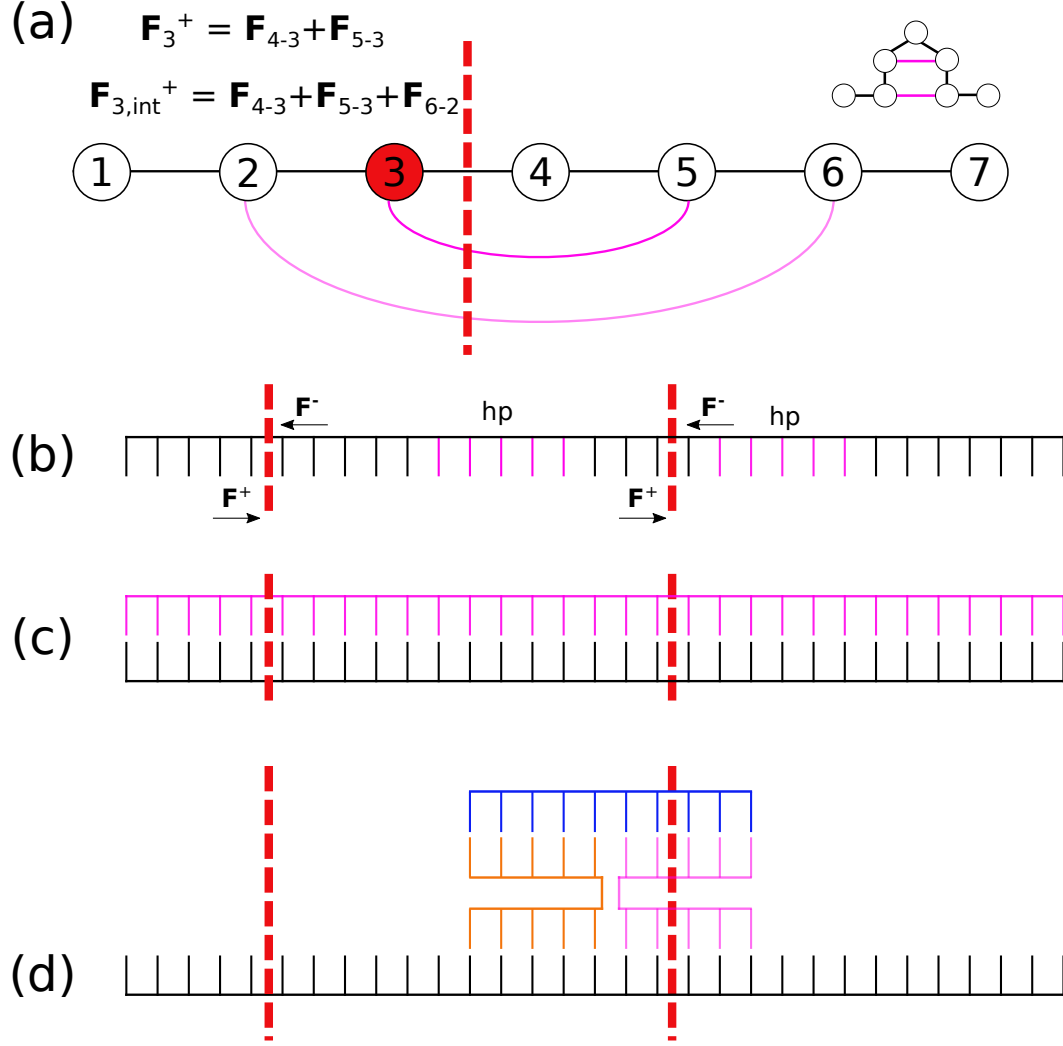 (a)
F₃⁺ = F₄₋₃+F₅₋₃
F₃,int⁺ = F₄₋₃+F₅₋₃+F₆₋₂
1 2 3 4 5 6 7
F⁻ hp F⁻ hp
(b)
F⁺ F⁺
(c)
(d)